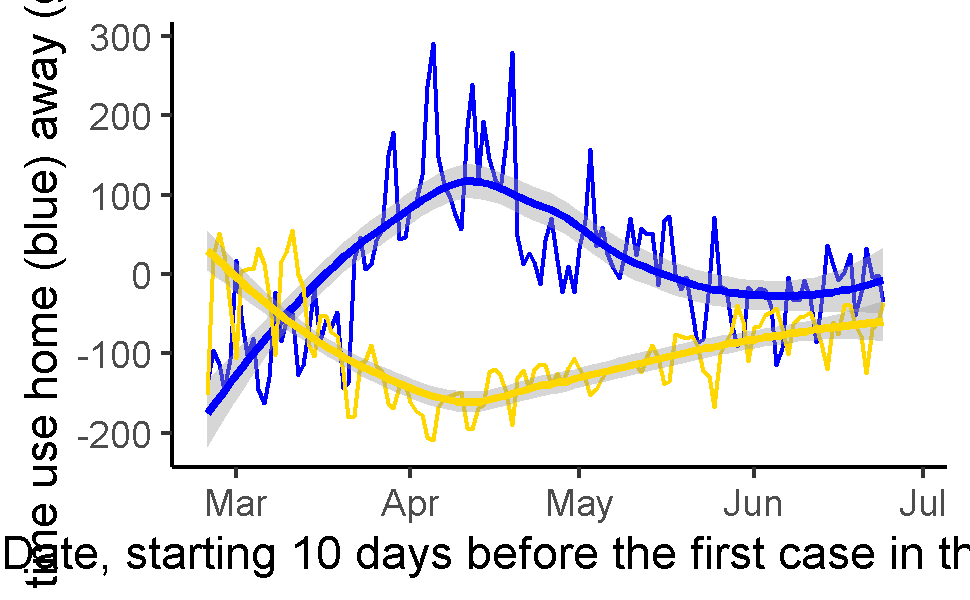 time use home (blue) away (
300
200
100
0
-100
-200
Mar Apr May Jun Jul
Date, starting 10 days before the first case in th